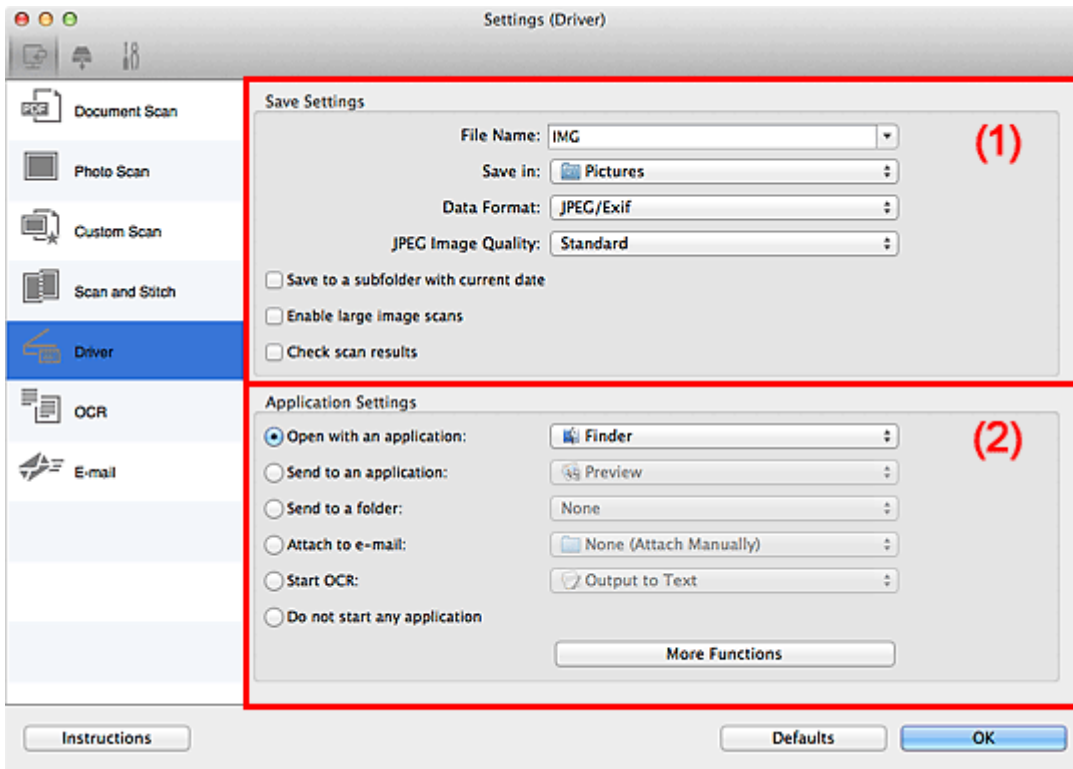 Settings (Driver)
PDF
Document Scan
Photo Scan
Custom Scan
Scan and Stitch
Driver
OCR
E-mail
Save Settings
(1)
File Name: IMG
Save in: Pictures
Data Format: JPEG/Exif
JPEG Image Quality: Standard
Save to a subfolder with current date
Enable large image scans
Check scan results
Application Settings
(2)
Open with an application: Finder
Send to an application: Preview
Send to a folder: None
Attach to e-mail: None (Attach Manually)
Start OCR: Output to Text
Do not start any application
More Functions
Instructions
Defaults
OK